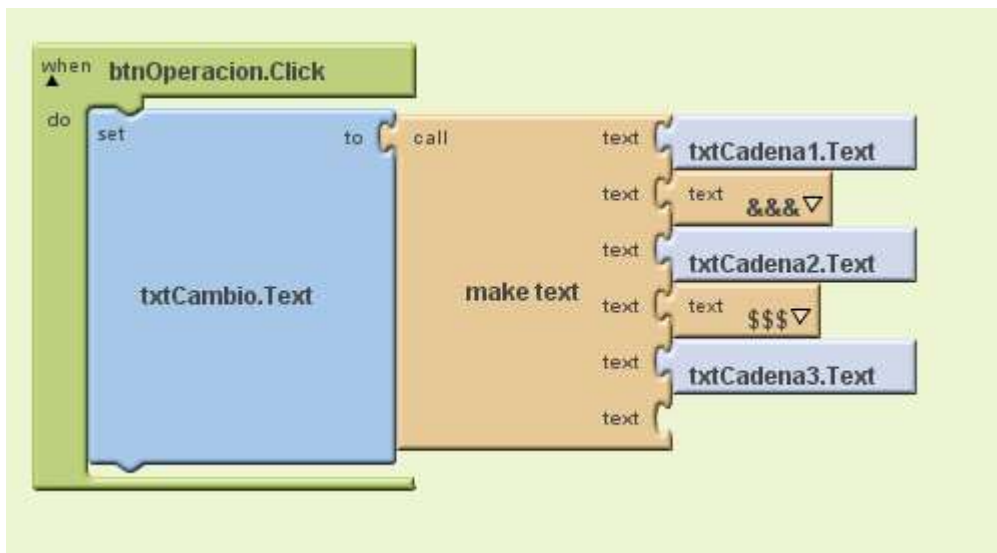 when btnOperacion.Click
do set to call text txtCadena1.Text
text text &&&
text txtCadena2.Text
txtCambio.Text make text text text $$$
text txtCadena3.Text
text